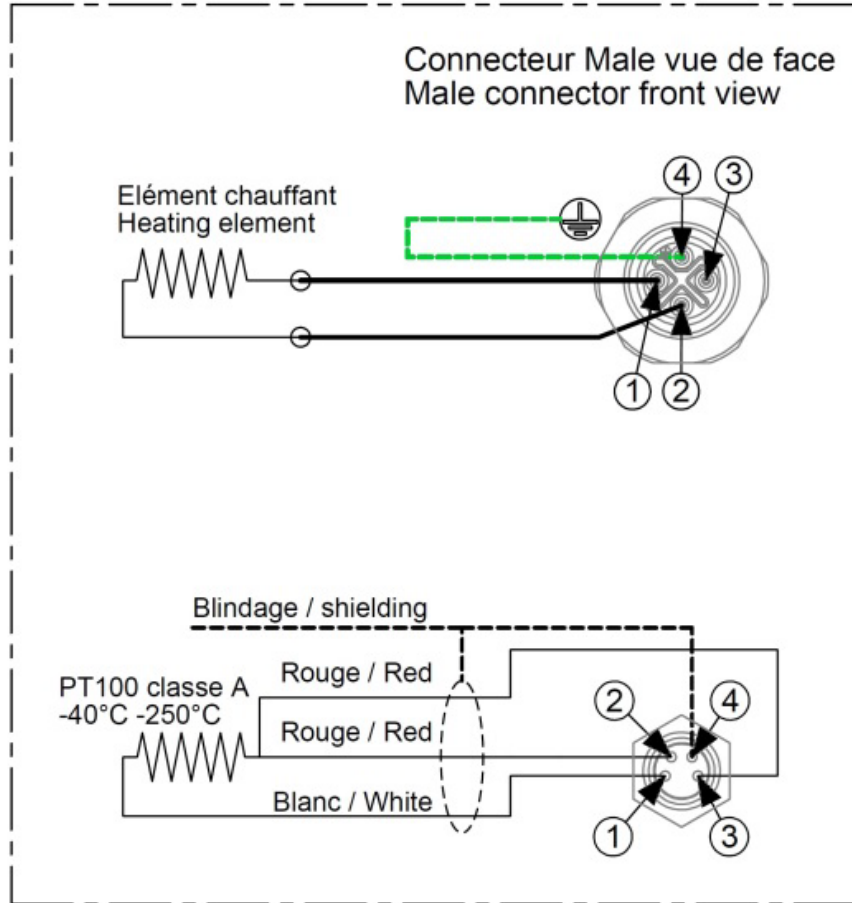 Connecteur Male vue de face
Male connector front view
4
3
Elément chauffant
Heating element
1
2
Blindage / shielding
Rouge / Red
PT100 classe A
-40°C -250°C
2
4
Rouge / Red
Blanc / White
1
3